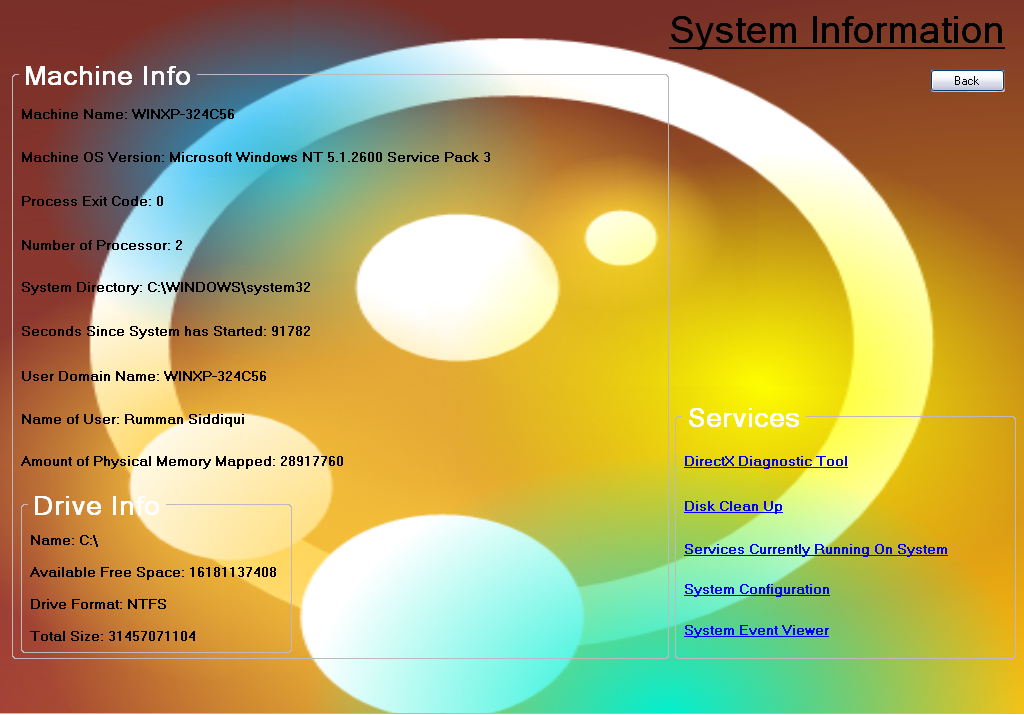 System Information
Back
Machine Info
Machine Name: WINXP-324C56
Machine OS Version: Microsoft Windows NT 5.1.2600 Service Pack 3
Process Exit Code: 0
Number of Processor: 2
System Directory: C:\WINDOWS\system32
Seconds Since System has Started: 91782
User Domain Name: WINXP-324C56
Name of User: Rumman Siddiqui
Amount of Physical Memory Mapped: 28917760
Drive Info
Name: C:\
Available Free Space: 16181137408
Drive Format: NTFS
Total Size: 31457071104
Services
DirectX Diagnostic Tool
Disk Clean Up
Services Currently Running On System
System Configuration
System Event Viewer